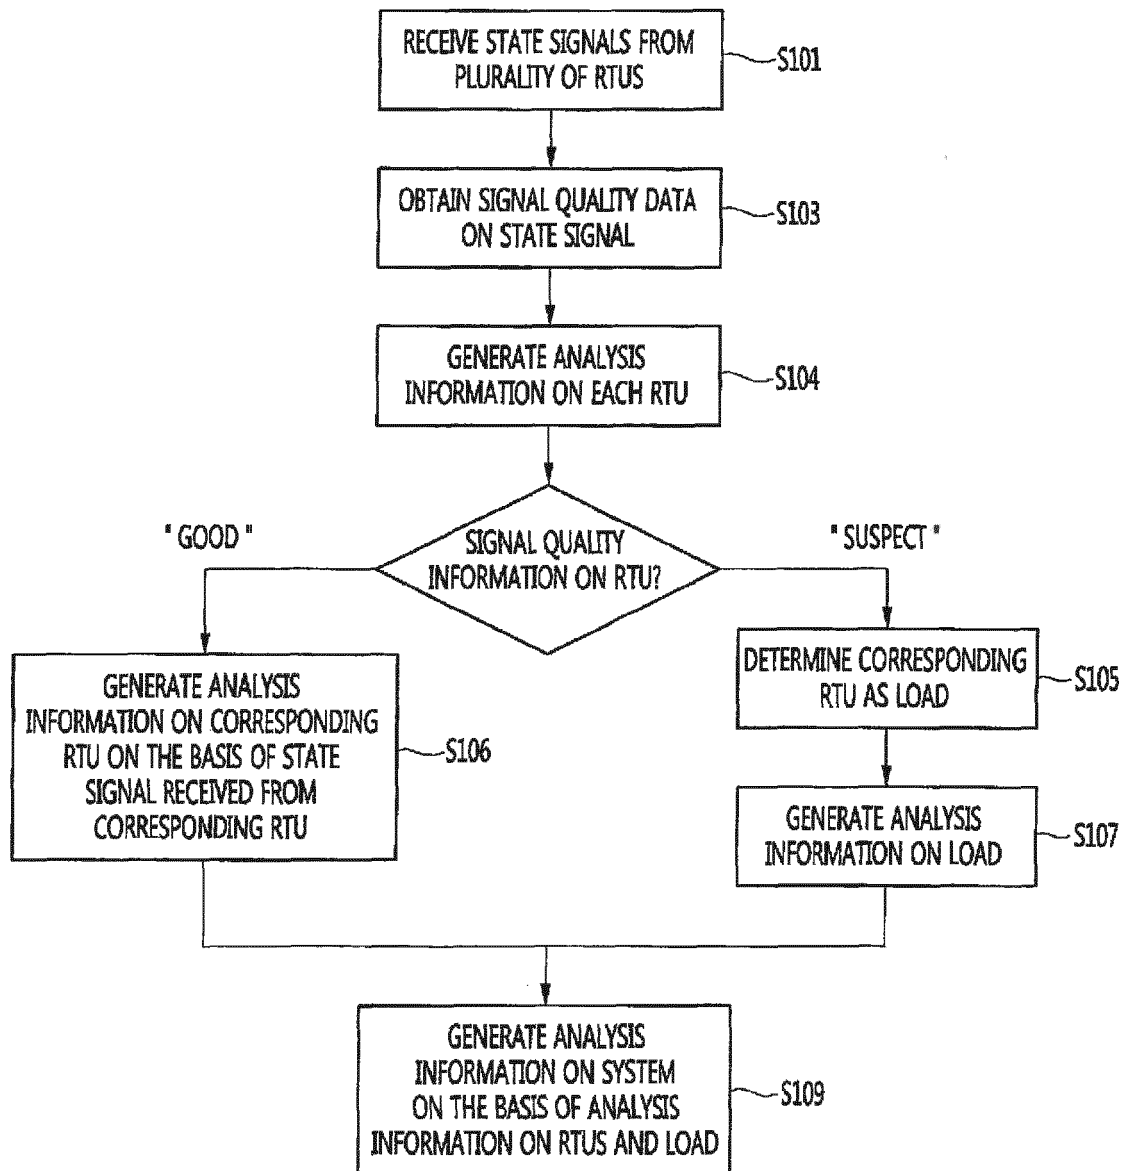 RECEIVE STATE SIGNALS FROM
PLURALITY OF RTUS
S101
OBTAIN SIGNAL QUALITY DATA
ON STATE SIGNAL
S103
GENERATE ANALYSIS
INFORMATION ON EACH RTU
S104
" GOOD "
SIGNAL QUALITY
INFORMATION ON RTU?
" SUSPECT "
GENERATE ANALYSIS
INFORMATION ON CORRESPONDING
RTU ON THE BASIS OF STATE
SIGNAL RECEIVED FROM
CORRESPONDING RTU
S106
DETERMINE CORRESPONDING
RTU AS LOAD
S105
GENERATE ANALYSIS
INFORMATION ON LOAD
S107
GENERATE ANALYSIS
INFORMATION ON SYSTEM
ON THE BASIS OF ANALYSIS
INFORMATION ON RTUS AND LOAD
S109